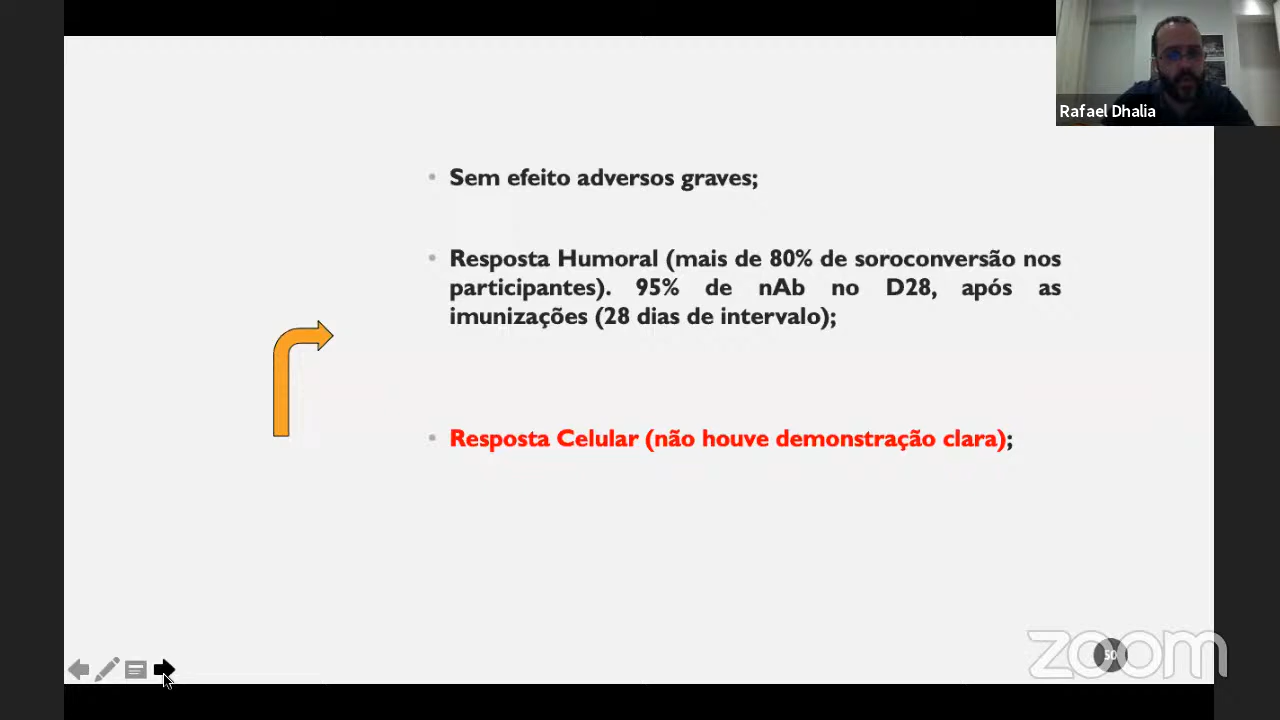 Rafael Dhalia
• Sem efeito adversos graves;
• Resposta Humoral (mais de 80% de soroconversão nos
participantes). 95% de nAb no D28, após as
imunizações (28 dias de intervalo);
• Resposta Celular (não houve demonstração clara);
50
zoom